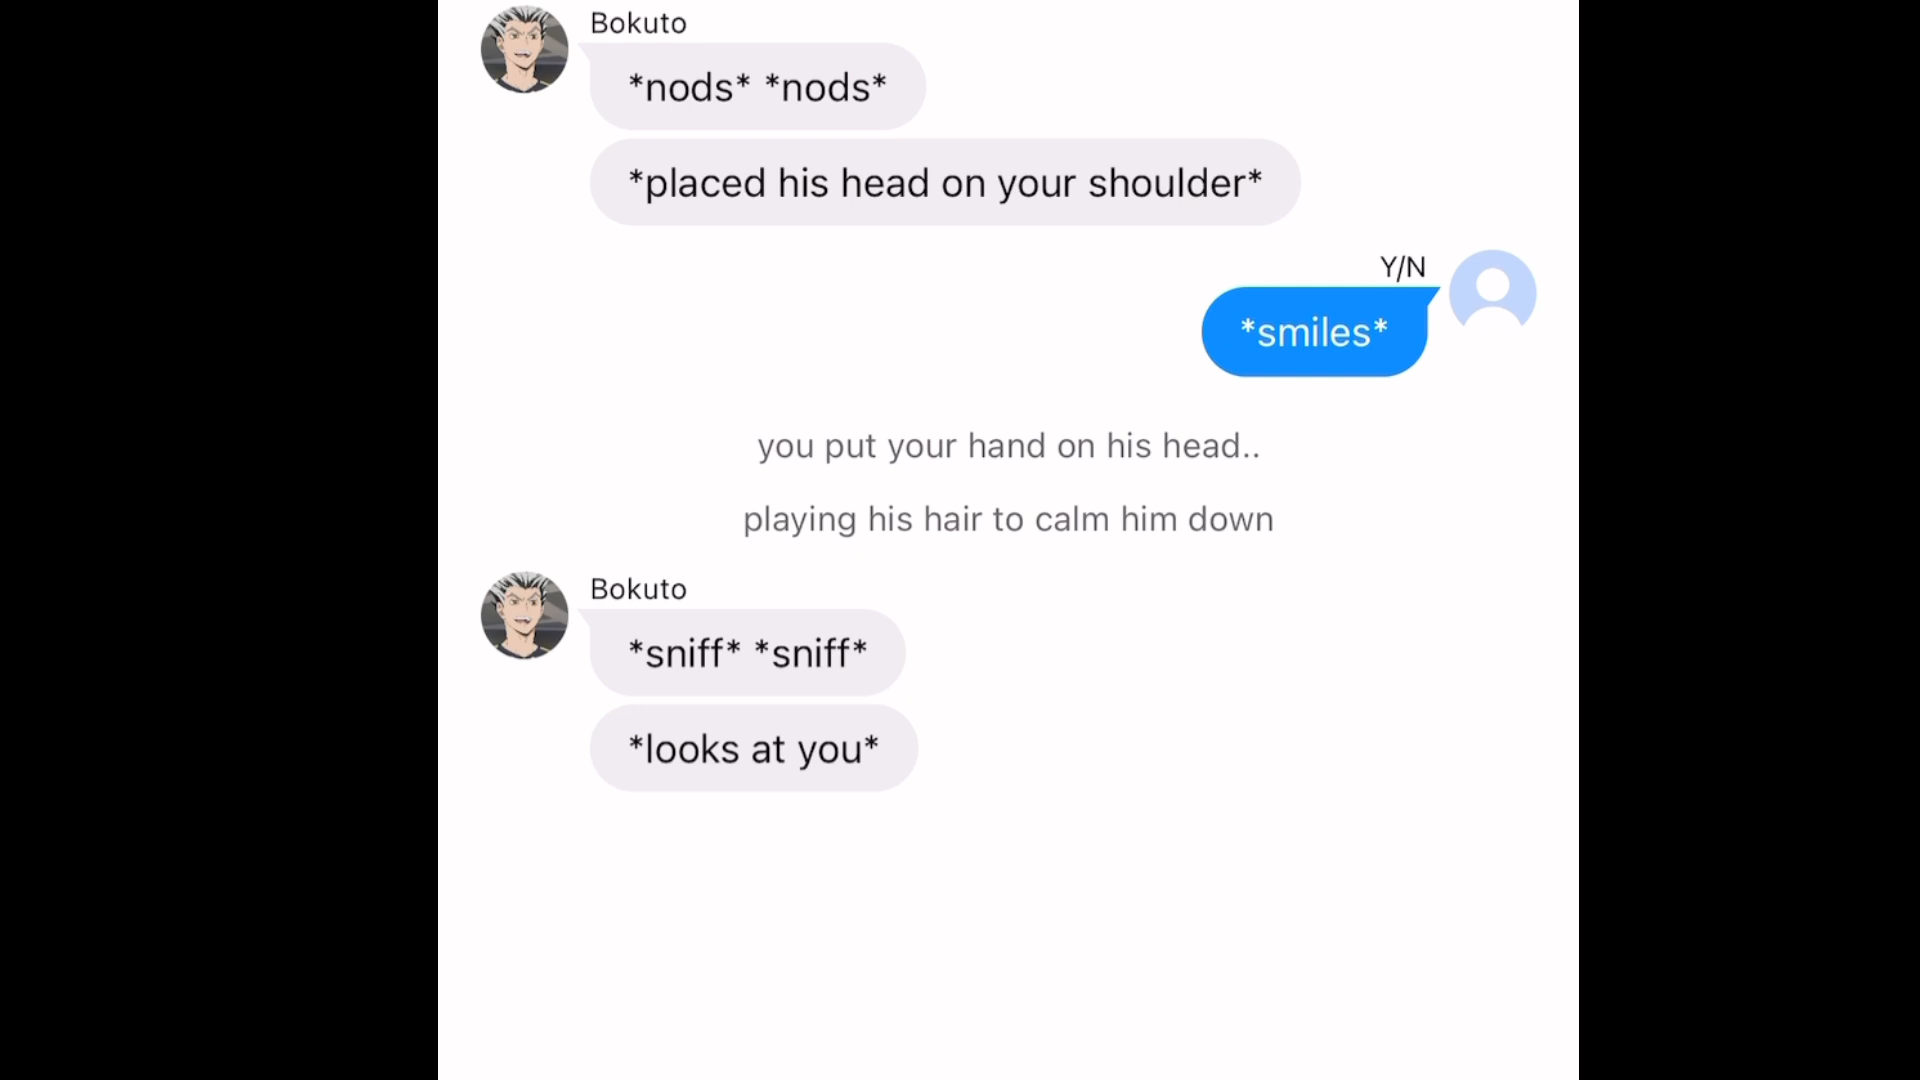 Bokuto
*nods* *nods*
*placed his head on your shoulder*
Y/N
*smiles*
you put your hand on his head..
playing his hair to calm him down
Bokuto
*sniff* *sniff*
*looks at you*